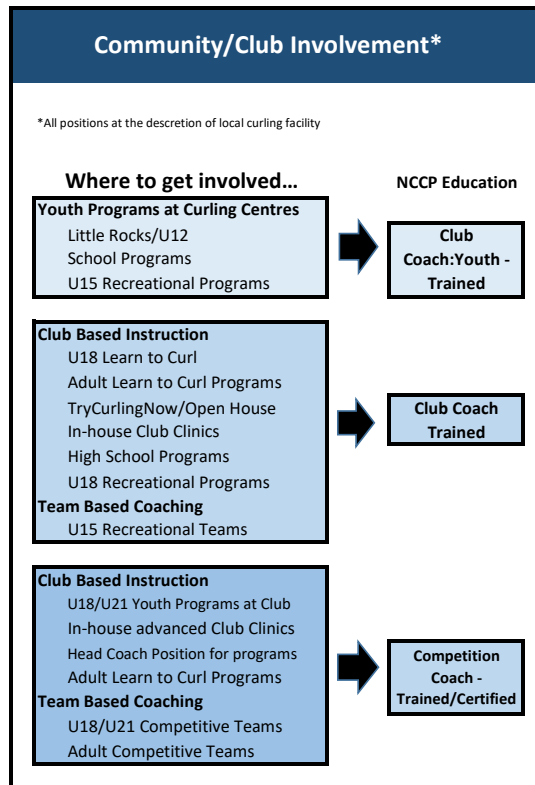 Community/Club Involvement*
*All positions at the descretion of local curling facility
Where to get involved...
NCCP Education
Youth Programs at Curling Centres
Little Rocks/U12
School Programs
U15 Recreational Programs
Club
Coach:Youth -
Trained
Club Based Instruction
U18 Learn to Curl
Adult Learn to Curl Programs
TryCurlingNow/Open House
In-house Club Clinics
High School Programs
U18 Recreational Programs
Team Based Coaching
U15 Recreational Teams
Club Coach
Trained
Club Based Instruction
U18/U21 Youth Programs at Club
In-house advanced Club Clinics
Head Coach Position for programs
Adult Learn to Curl Programs
Team Based Coaching
U18/U21 Competitive Teams
Adult Competitive Teams
Competition
Coach -
Trained/Certified